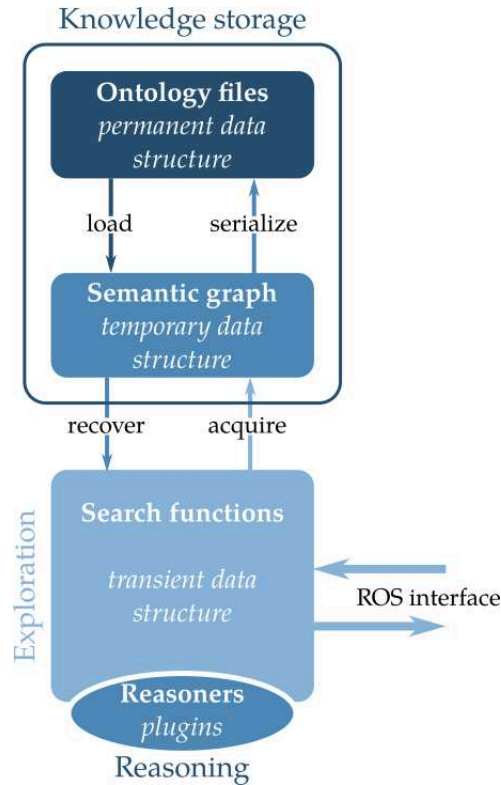 Knowledge storage
Ontology files
permanent data
structure
load
serialize
Semantic graph
temporary data
structure
recover
acquire
Exploration
Search functions
transient data
structure
ROS interface
Reasoners
plugins
Reasoning